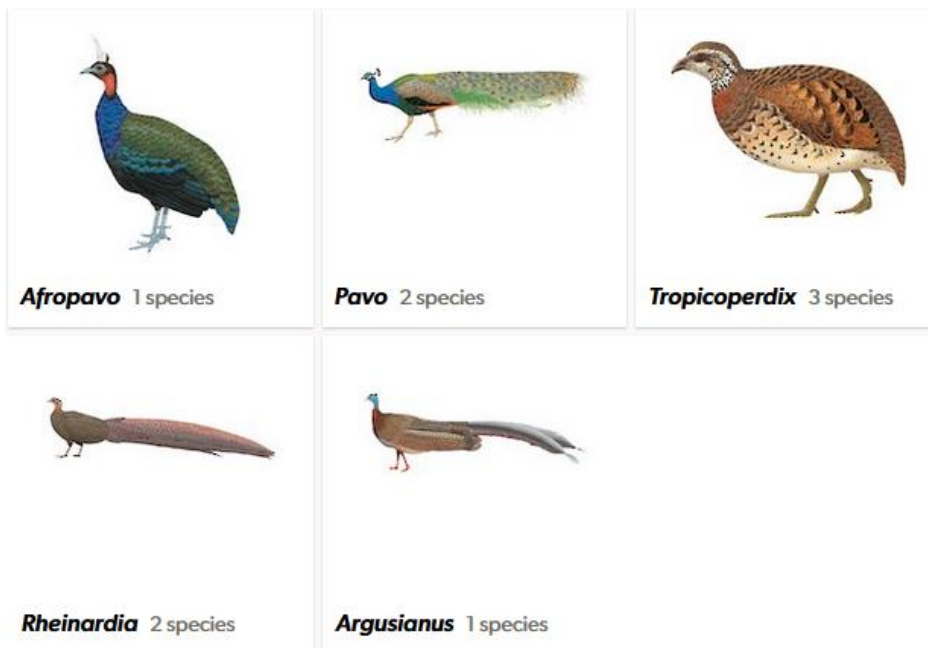 Afropavo 1 species
Pavo 2 species
Tropicoperdix 3 species
Rheinardia 2 species
Argusianus 1 species